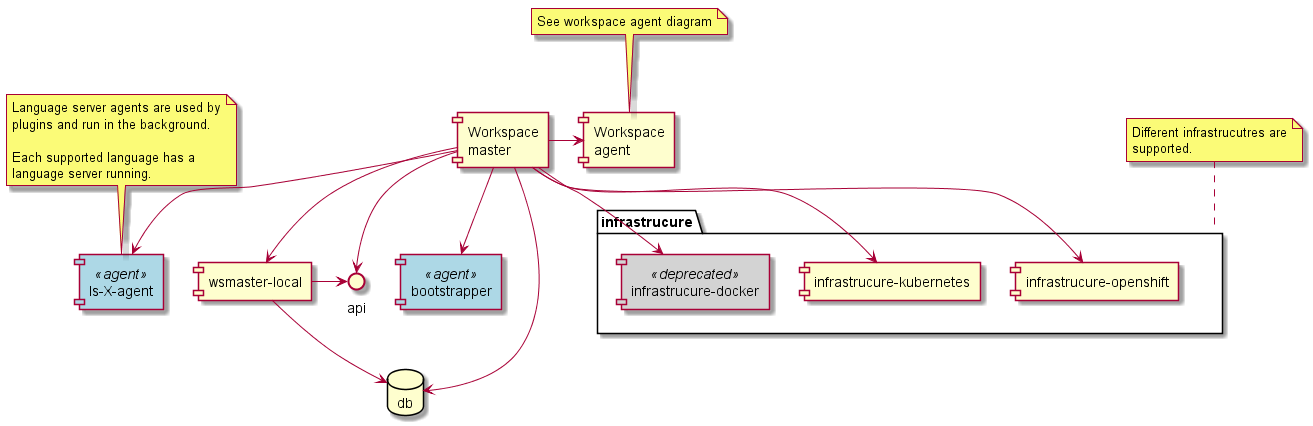 See workspace agent diagram
Language server agents are used by
plugins and run in the background.
Each supported language has a
language server running.
Workspace
master
Workspace
agent
Different infrastrucutres are
supported.
infrastrucure
«agent»
ls-X-agent
wsmaster-local
api
«agent»
bootstrapper
«deprecated»
infrastrucure-docker
infrastrucure-kubernetes
infrastrucure-openshift
db